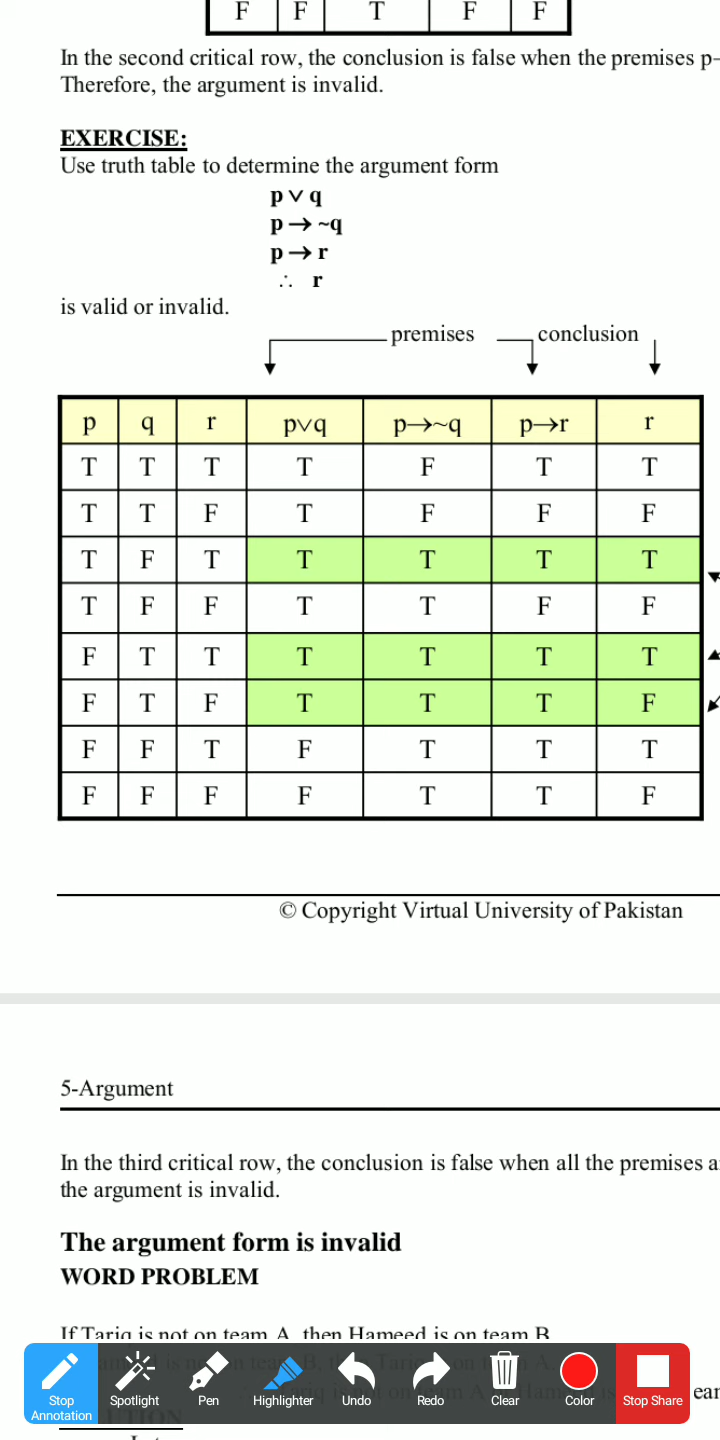 F F T F F
In the second critical row, the conclusion is false when the premises p-
Therefore, the argument is invalid.
EXERCISE:
Use truth table to determine the argument form
p ∨ q
p → ~q
p → r
∴ r
is valid or invalid.
premises conclusion
p q r p∨q p→~q p→r r
T T T T F T T
T T F T F F F
T F T T T T T
T F F T T F F
F T T T T T T
F T F T T T F
F F T F T T T
F F F F T T F
© Copyright Virtual University of Pakistan
5-Argument
In the third critical row, the conclusion is false when all the premises a
the argument is invalid.
The argument form is invalid
WORD PROBLEM
If Tariq is not on team A, then Hameed is on team B.
Stop Annotation
Spotlight
Pen
Highlighter
Undo
Redo
Clear
Color
Stop Share